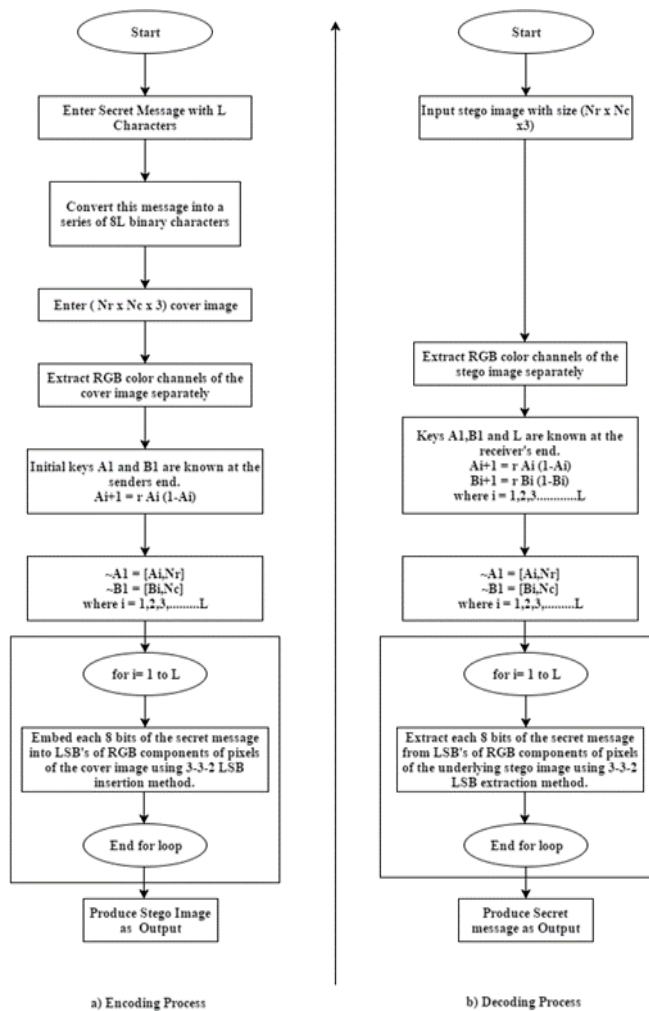 Start
Enter Secret Message with L
Characters
Convert this message into a
series of 8L binary characters
Enter ( Nr x Nc x 3) cover image
Extract RGB color channels of the
cover image separately
Initial keys A1 and B1 are known at the
senders end.
Ai+1 = r Ai (1-Ai)
~A1 = [Ai,Nr]
~B1 = [Bi,Nc]
where i = 1,2,3,.........L
for i= 1 to L
Embed each 8 bits of the secret message
into LSB's of RGB components of pixels
of the cover image using 3-3-2 LSB
insertion method.
End for loop
Produce Stego Image
as Output
a) Encoding Process
Start
Input stego image with size (Nr x Nc
x3)
Extract RGB color channels of the
stego image separately
Keys A1,B1 and L are known at the
receiver's end.
Ai+1 = r Ai (1-Ai)
Bi+1 = r Bi (1-Bi)
where i = 1,2,3............L
~A1 = [Ai,Nr]
~B1 = [Bi,Nc]
where i = 1,2,3,.........L
for i= 1 to L
Extract each 8 bits of the secret message
from LSB's of RGB components of pixels
of the underlying stego image using 3-3-2
LSB extraction method.
End for loop
Produce Secret
message as Output
b) Decoding Process